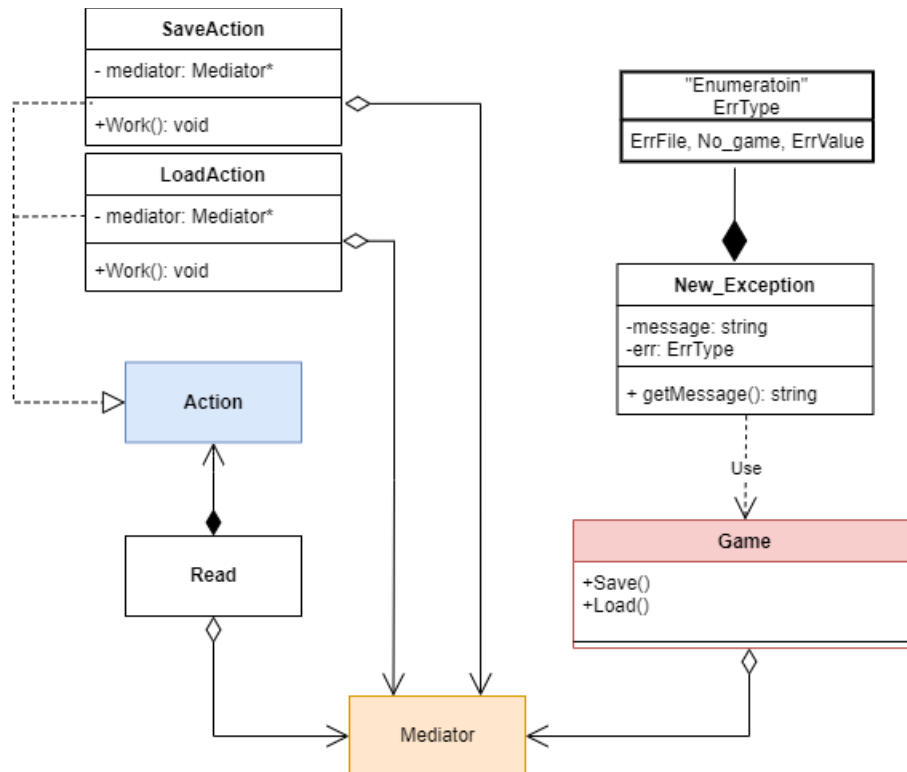 SaveAction
- mediator: Mediator*
+Work(): void
LoadAction
- mediator: Mediator*
+Work(): void
Action
Read
Mediator
"Enumeratoin"
ErrType
ErrFile, No_game, ErrValue
New_Exception
-message: string
-err: ErrType
+ getMessage(): string
Use
Game
+Save()
+Load()